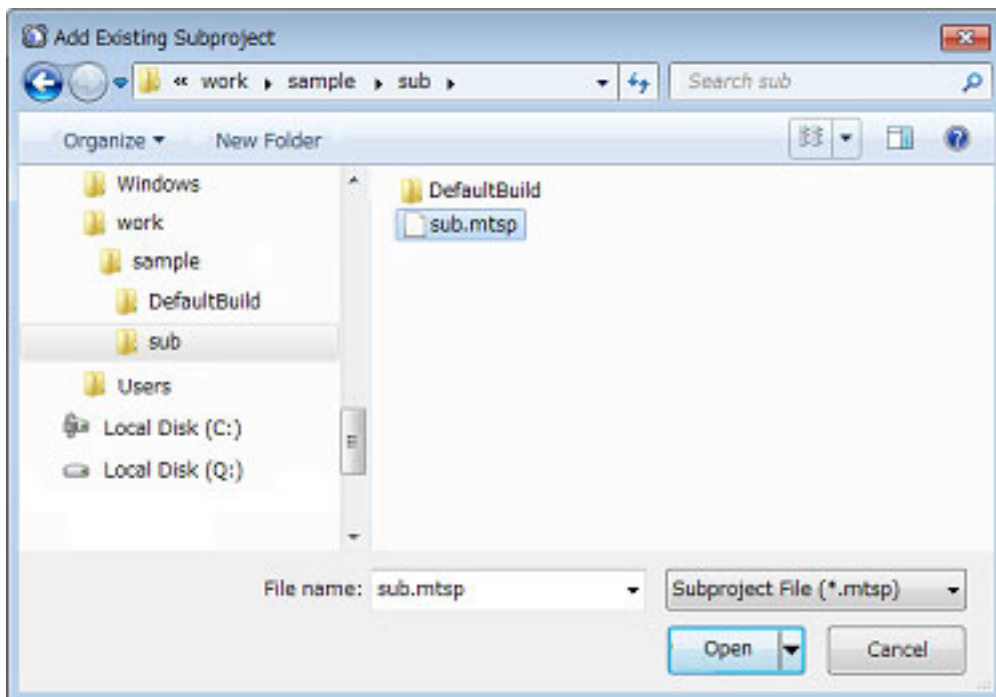 Add Existing Subproject
« work ▸ sample ▸ sub ▸
Search sub
Organize ▾ New Folder
Windows
work
sample
DefaultBuild
sub
Users
Local Disk (C:)
Local Disk (Q:)
DefaultBuild
sub.mtsp
File name: sub.mtsp
Subproject File (*.mtsp)
Open
Cancel